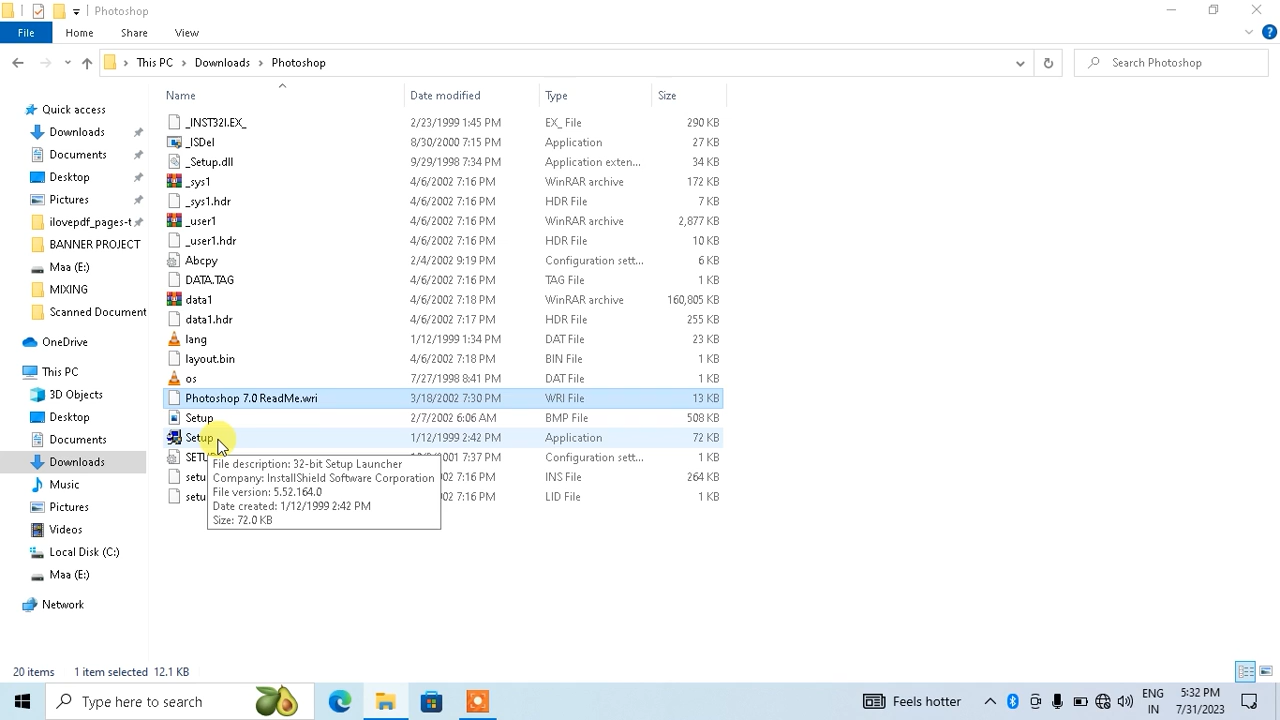 Photoshop
File Home Share View
This PC Downloads Photoshop
Search Photoshop
Name Date modified Type Size
Quick access
Downloads
Documents
Desktop
Pictures
ilovepdf_pages-t
BANNER PROJECT
Maa (E:)
MIXING
Scanned Document
OneDrive
This PC
3D Objects
Desktop
Documents
Downloads
Music
Pictures
Videos
Local Disk (C:)
Maa (E:)
Network
_INST32I.EX_ 2/23/1999 1:45 PM EX_ File 290 KB
_ISDel 8/30/2000 7:15 PM Application 27 KB
_Setup.dll 9/29/1998 7:34 PM Application exten... 34 KB
_sys1 4/6/2002 7:16 PM WinRAR archive 172 KB
_sys1.hdr 4/6/2002 7:16 PM HDR File 7 KB
_user1 4/6/2002 7:16 PM WinRAR archive 2,877 KB
_user1.hdr 4/6/2002 7:16 PM HDR File 10 KB
Abcpy 2/4/2002 9:19 PM Configuration sett... 6 KB
DATA.TAG 4/6/2002 7:16 PM TAG File 1 KB
data1 4/6/2002 7:18 PM WinRAR archive 160,805 KB
data1.hdr 4/6/2002 7:17 PM HDR File 255 KB
lang 1/12/1999 1:34 PM DAT File 23 KB
layout.bin 4/6/2002 7:18 PM BIN File 1 KB
os 7/27/1998 8:41 PM DAT File 1 KB
Photoshop 7.0 ReadMe.wri 3/18/2002 7:30 PM WRI File 13 KB
Setup 2/7/2002 6:06 AM BMP File 508 KB
Setup 1/12/1999 2:42 PM Application 72 KB
SETU 2001 7:37 PM Configuration sett... 1 KB
setu 02 7:16 PM INS File 264 KB
setu 02 7:16 PM LID File 1 KB
File description: 32-bit Setup Launcher
Company: InstallShield Software Corporation
File version: 5.52.164.0
Date created: 1/12/1999 2:42 PM
Size: 72.0 KB
20 items 1 item selected 12.1 KB
Type here to search
Feels hotter
ENG
IN
5:32 PM
7/31/2023